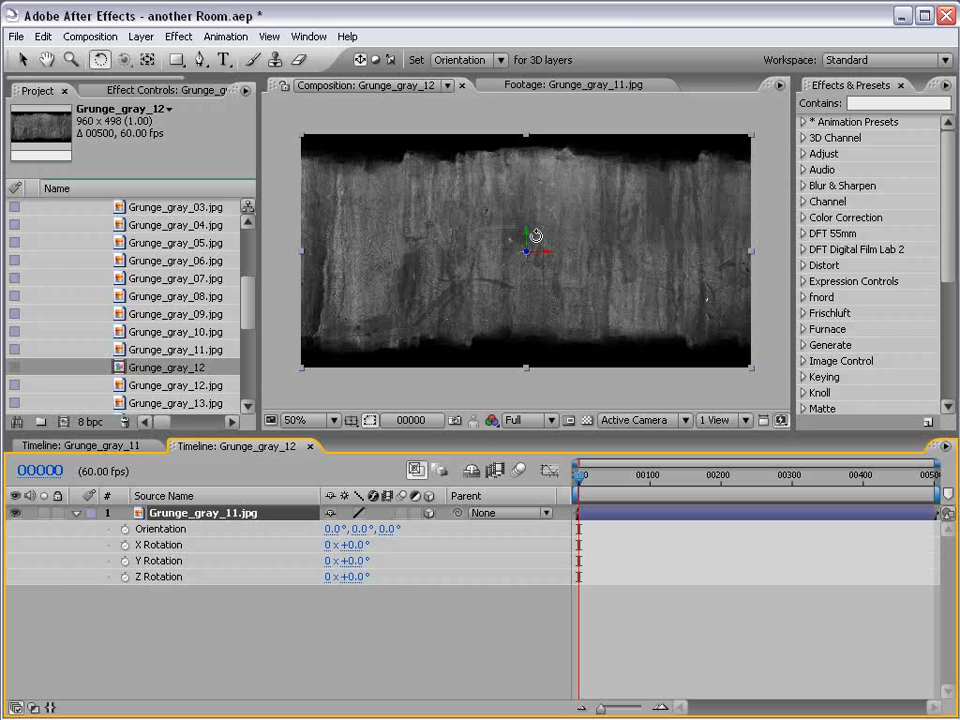 Adobe After Effects - another Room.aep *
File Edit Composition Layer Effect Animation View Window Help
Set Orientation for 3D layers Workspace: Standard
Project × Effect Controls: Grunge_gr
Composition: Grunge_gray_12 × Footage: Grunge_gray_11.jpg
Effects & Presets ×
Grunge_gray_12
960 x 498 (1.00)
Δ 00500, 60.00 fps
Contains:
Name
Grunge_gray_03.jpg
Grunge_gray_04.jpg
Grunge_gray_05.jpg
Grunge_gray_06.jpg
Grunge_gray_07.jpg
Grunge_gray_08.jpg
Grunge_gray_09.jpg
Grunge_gray_10.jpg
Grunge_gray_11.jpg
Grunge_gray_12
Grunge_gray_12.jpg
Grunge_gray_13.jpg
8 bpc
* Animation Presets
3D Channel
Adjust
Audio
Blur & Sharpen
Channel
Color Correction
DFT 55mm
DFT Digital Film Lab 2
Distort
Expression Controls
fnord
Frischluft
Furnace
Generate
Image Control
Keying
Knoll
Matte
50% 00000 Full Active Camera 1 View
Timeline: Grunge_gray_11 Timeline: Grunge_gray_12 ×
00000 (60.00 fps)
00100 00200 00300 00400 0050
# Source Name Parent
1 Grunge_gray_11.jpg None
Orientation 0.0°, 0.0°, 0.0°
X Rotation 0 x +0.0°
Y Rotation 0 x +0.0°
Z Rotation 0 x +0.0°